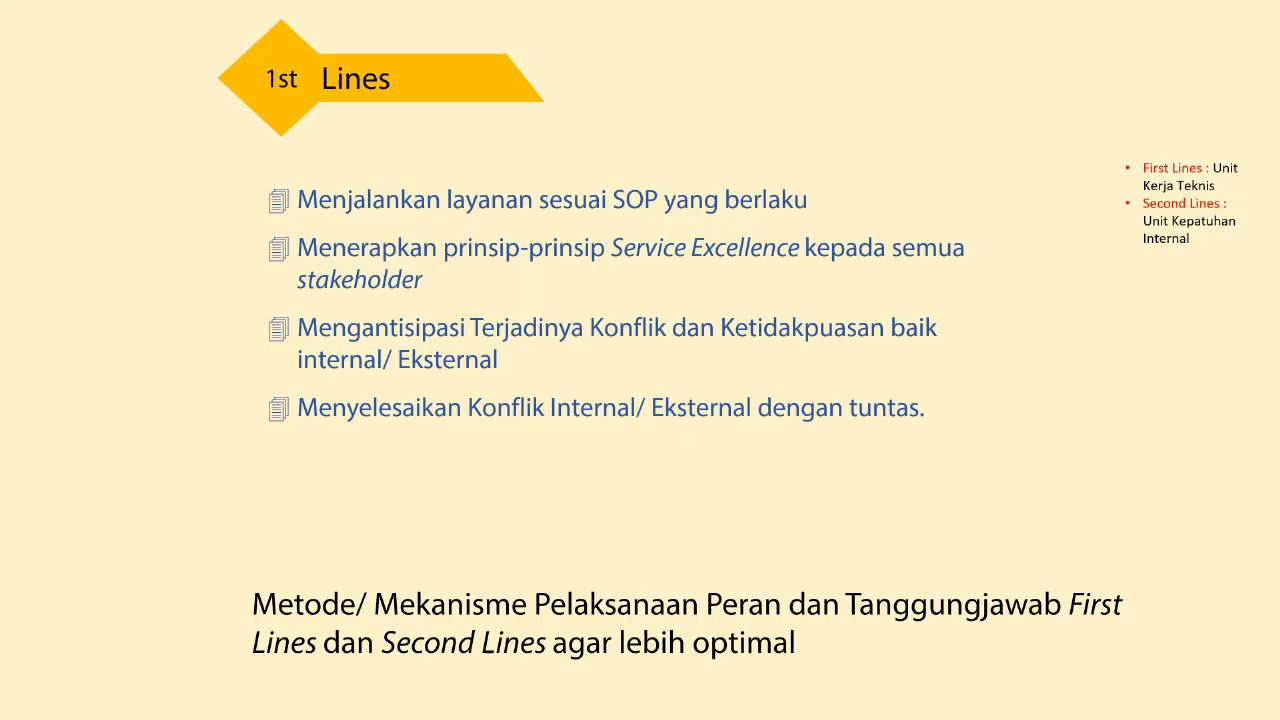 1st Lines
Menjalankan layanan sesuai SOP yang berlaku
Menerapkan prinsip-prinsip Service Excellence kepada semua
stakeholder
Mengantisipasi Terjadinya Konflik dan Ketidakpuasan baik
internal/ Eksternal
Menyelesaikan Konflik Internal/ Eksternal dengan tuntas.
• First Lines : Unit
Kerja Teknis
• Second Lines :
Unit Kepatuhan
Internal
Metode/ Mekanisme Pelaksanaan Peran dan Tanggungjawab First
Lines dan Second Lines agar lebih optimal